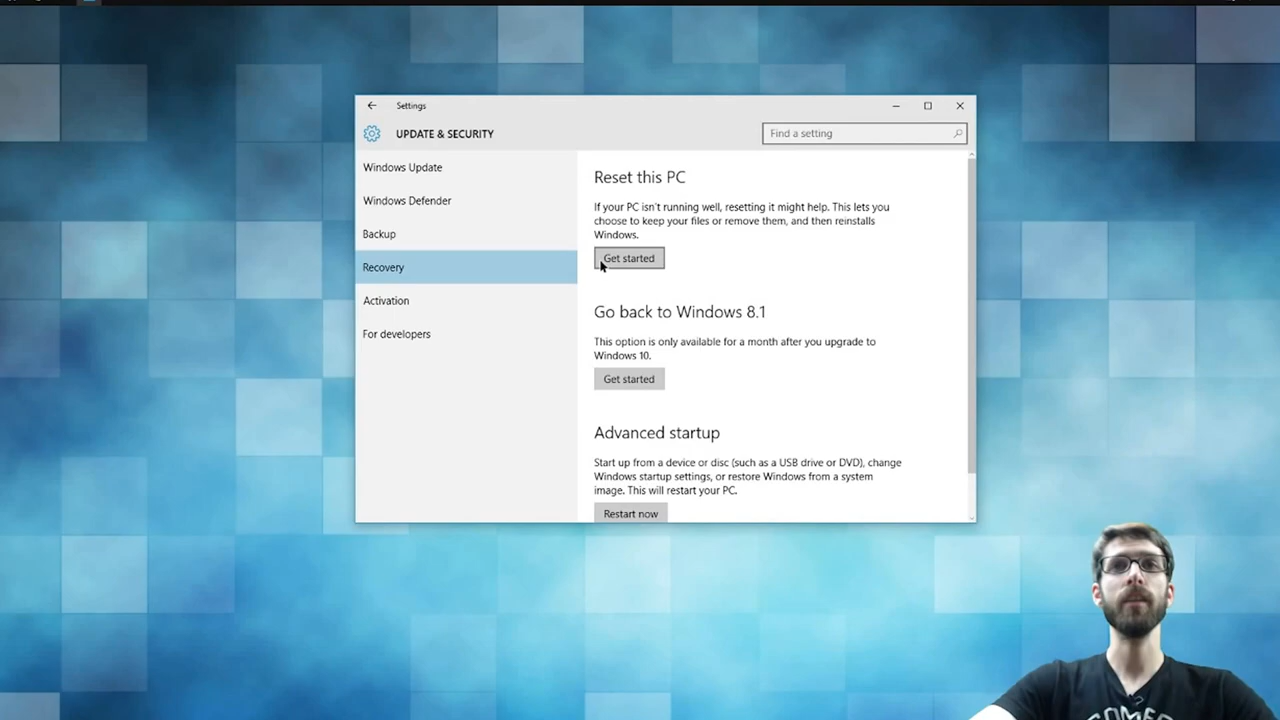 Settings
UPDATE & SECURITY
Find a setting
Windows Update
Windows Defender
Backup
Recovery
Activation
For developers
Reset this PC
If your PC isn't running well, resetting it might help. This lets you
choose to keep your files or remove them, and then reinstalls
Windows.
Get started
Go back to Windows 8.1
This option is only available for a month after you upgrade to
Windows 10.
Get started
Advanced startup
Start up from a device or disc (such as a USB drive or DVD), change
Windows startup settings, or restore Windows from a system
image. This will restart your PC.
Restart now